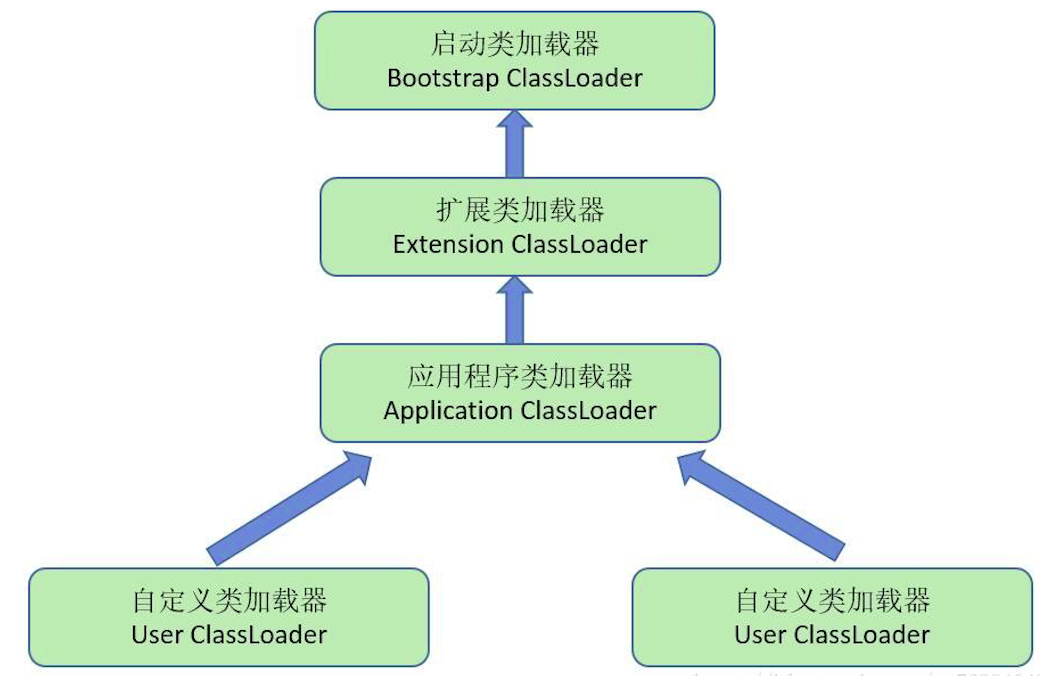 启动类加载器
Bootstrap ClassLoader
扩展类加载器
Extension ClassLoader
应用程序类加载器
Application ClassLoader
自定义类加载器
User ClassLoader
自定义类加载器
User ClassLoader